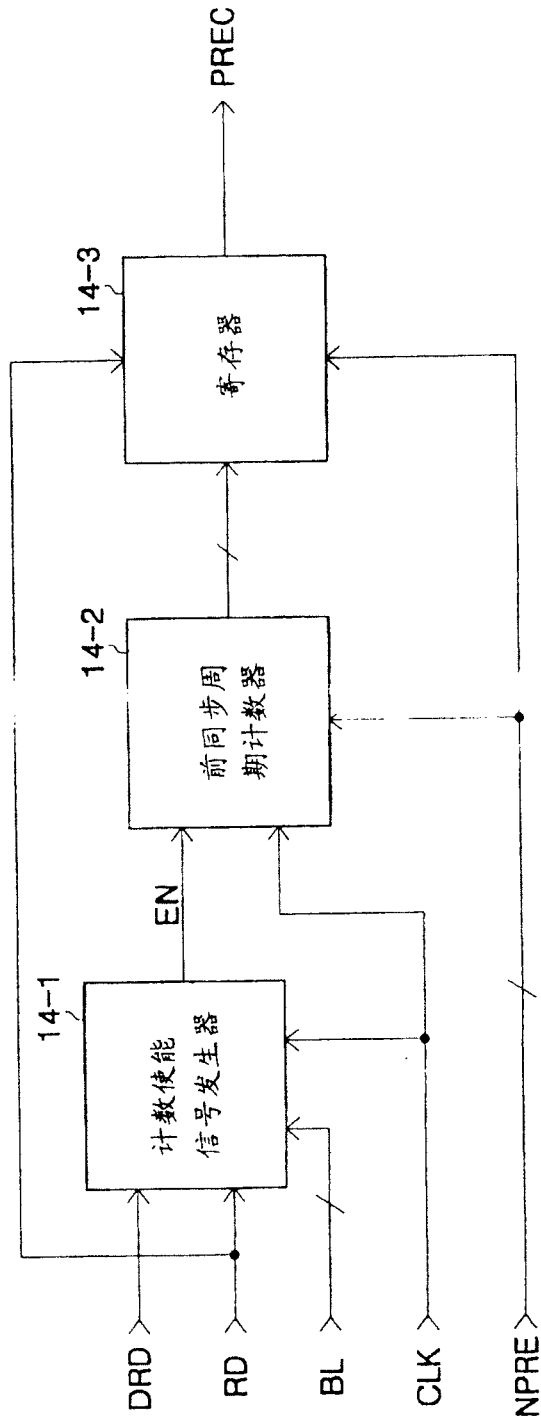 DRD
RD
BL
CLK
NPRE
14-1
计数使能
信号发生器
EN
14-2
前同步周
期计数器
14-3
寄存器
PREC